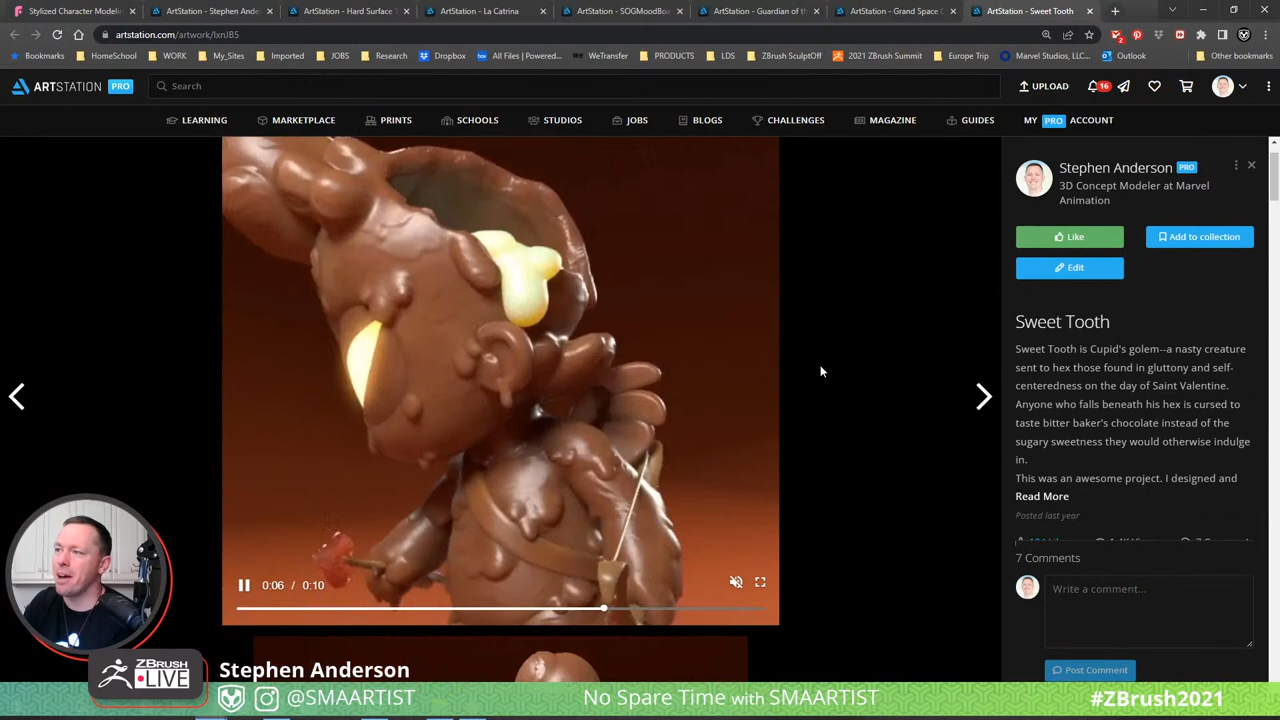 Stylized Character Modelin
ArtStation - Stephen Ander
ArtStation - Hard Surface T
ArtStation - La Catrina
ArtStation - SOGMoodBoa
ArtStation - Guardian of th
ArtStation - Grand Space O
ArtStation - Sweet Tooth
artstation.com/artwork/lxnJB5
Bookmarks HomeSchool WORK My_Sites Imported JOBS Research Dropbox All Files | Powered... WeTransfer PRODUCTS LDS ZBrush SculptOff 2021 ZBrush Summit Europe Trip Marvel Studios, LLC... Outlook Other bookmarks
ARTSTATION PRO Search UPLOAD 16
LEARNING MARKETPLACE PRINTS SCHOOLS STUDIOS JOBS BLOGS CHALLENGES MAGAZINE GUIDES MY PRO ACCOUNT
Stephen Anderson PRO
3D Concept Modeler at Marvel
Animation
Like Add to collection
Edit
Sweet Tooth
Sweet Tooth is Cupid's golem--a nasty creature
sent to hex those found in gluttony and self-
centeredness on the day of Saint Valentine.
Anyone who falls beneath his hex is cursed to
taste bitter baker's chocolate instead of the
sugary sweetness they would otherwise indulge
in.
This was an awesome project. I designed and
Read More
Posted last year
7 Comments
Write a comment...
Post Comment
0:06 / 0:10
ZBRUSH
LIVE
Stephen Anderson
@SMAARTIST No Spare Time with SMAARTIST #ZBrush2021